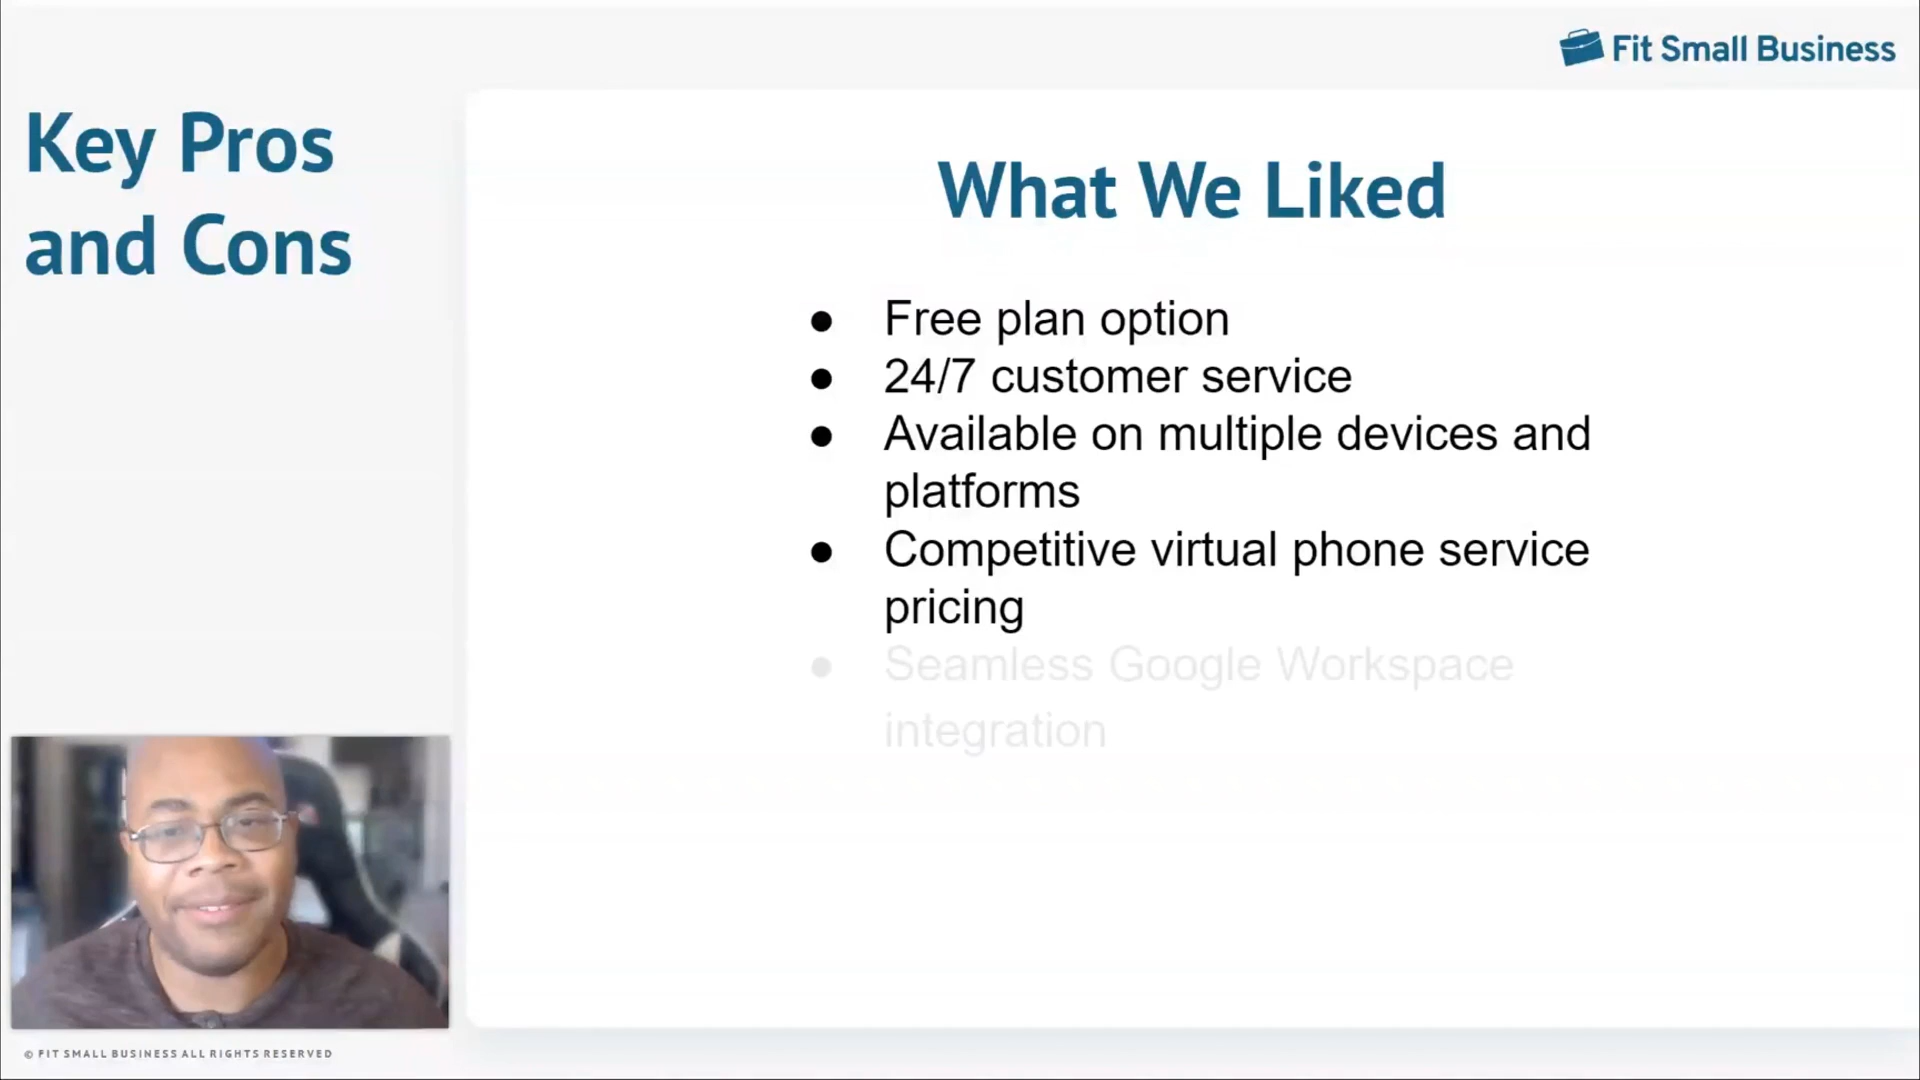 Fit Small Business
Key Pros
and Cons
What We Liked
● Free plan option
● 24/7 customer service
● Available on multiple devices and
platforms
● Competitive virtual phone service
pricing
● Seamless Google Workspace
integration
© FIT SMALL BUSINESS ALL RIGHTS RESERVED